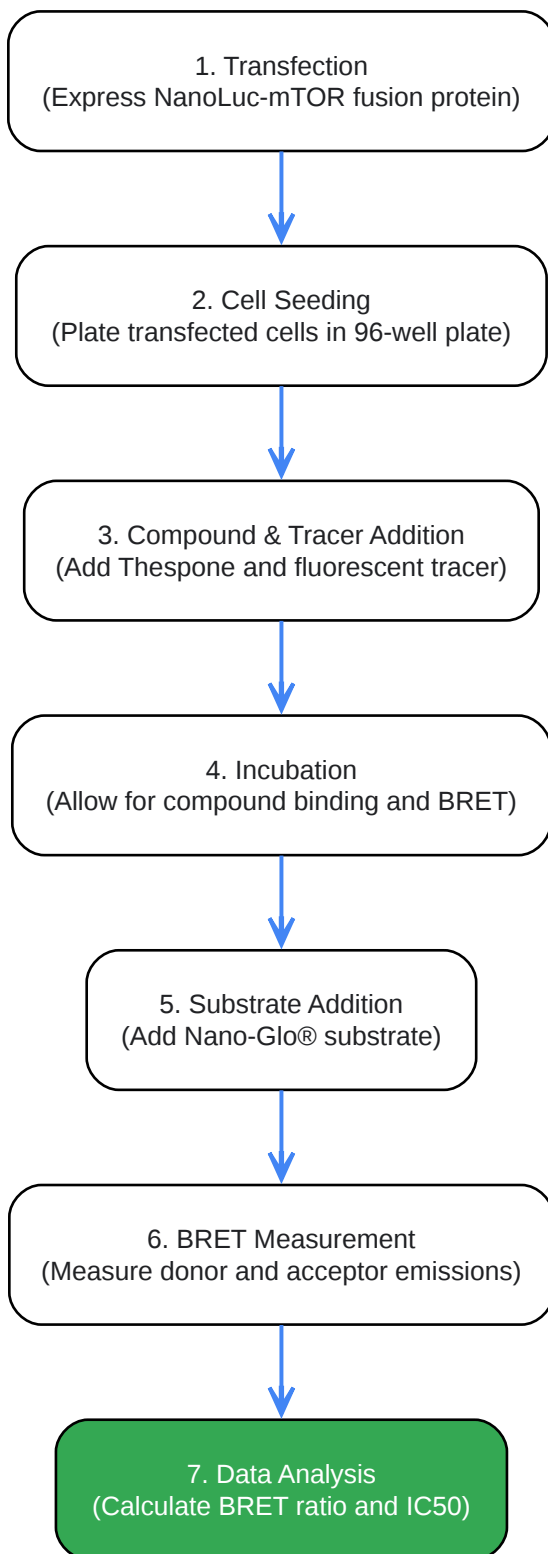 1. Transfection
(Express NanoLuc-mTOR fusion protein)
2. Cell Seeding
(Plate transfected cells in 96-well plate)
3. Compound & Tracer Addition
(Add Thespone and fluorescent tracer)
4. Incubation
(Allow for compound binding and BRET)
5. Substrate Addition
(Add Nano-Glo® substrate)
6. BRET Measurement
(Measure donor and acceptor emissions)
7. Data Analysis
(Calculate BRET ratio and IC50)